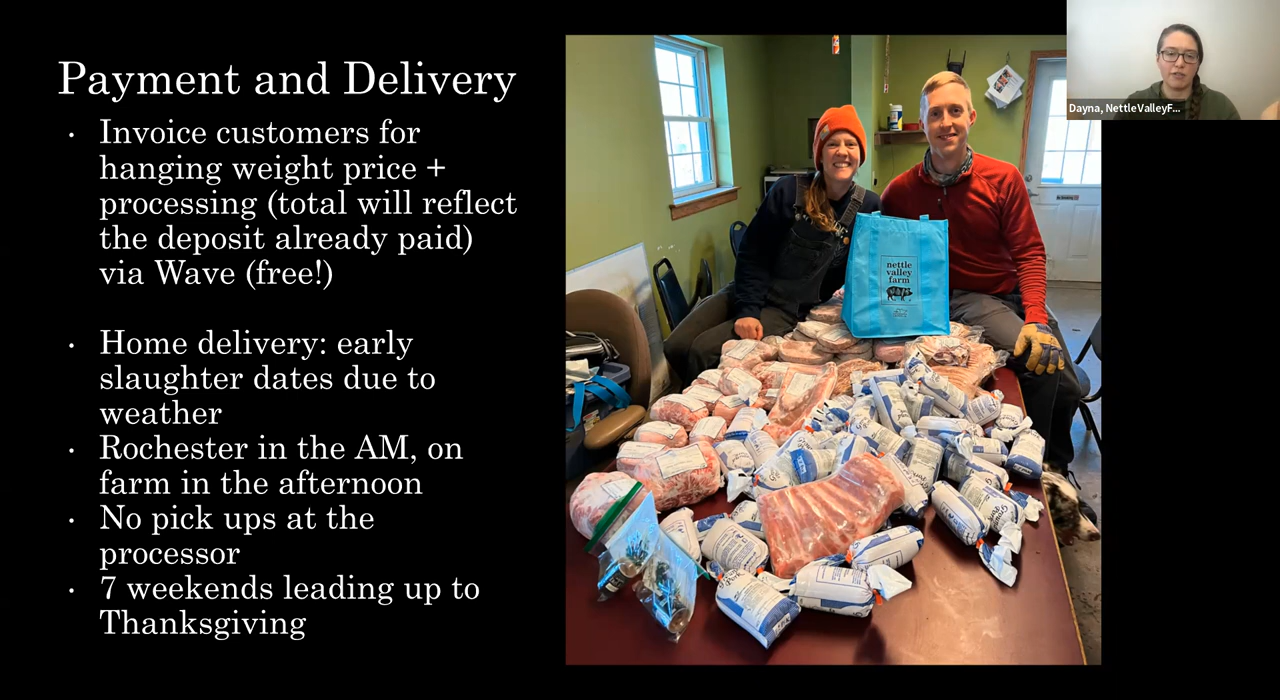 Payment and Delivery
• Invoice customers for
hanging weight price +
processing (total will reflect
the deposit already paid)
via Wave (free!)
• Home delivery: early
slaughter dates due to
weather
• Rochester in the AM, on
farm in the afternoon
• No pick ups at the
processor
• 7 weekends leading up to
Thanksgiving
nettle
valley
farm
Dayna, NettleValleyF...